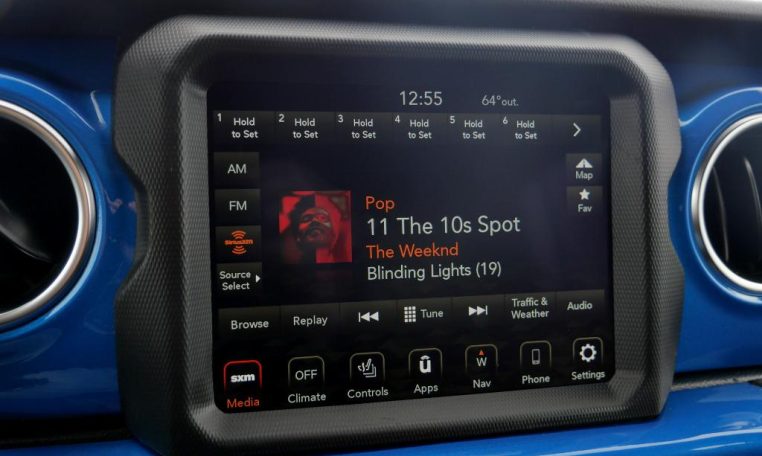 12:55 64° out.
1 Hold to Set
2 Hold to Set
3 Hold to Set
4 Hold to Set
5 Hold to Set
6 Hold to Set
AM
FM
SiriusXM
Source
Select
Map
Fav
Pop
11 The 10s Spot
The Weeknd
Blinding Lights (19)
Browse Replay Tune Traffic & Weather Audio
sxm OFF û W
Media Climate Controls Apps Nav Phone Settings